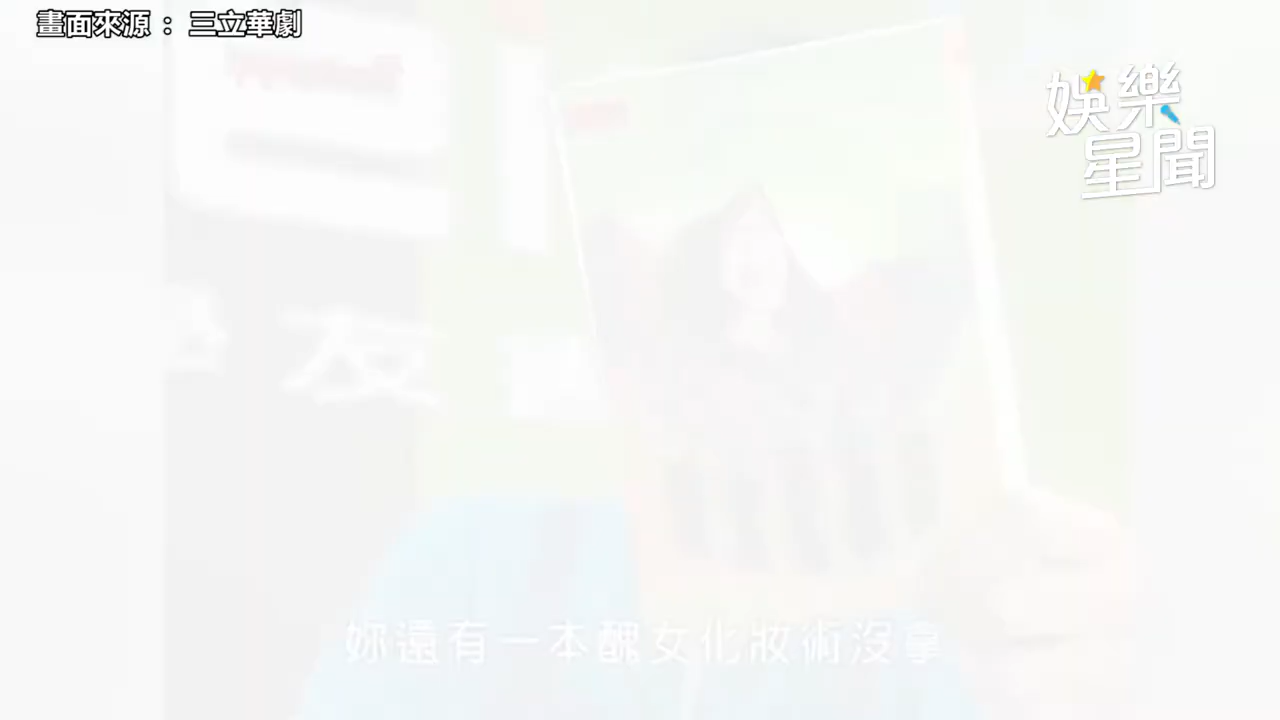 畫面來源：三立華劇
娛樂
星聞
友
妳還有一本醜女化妝術沒拿